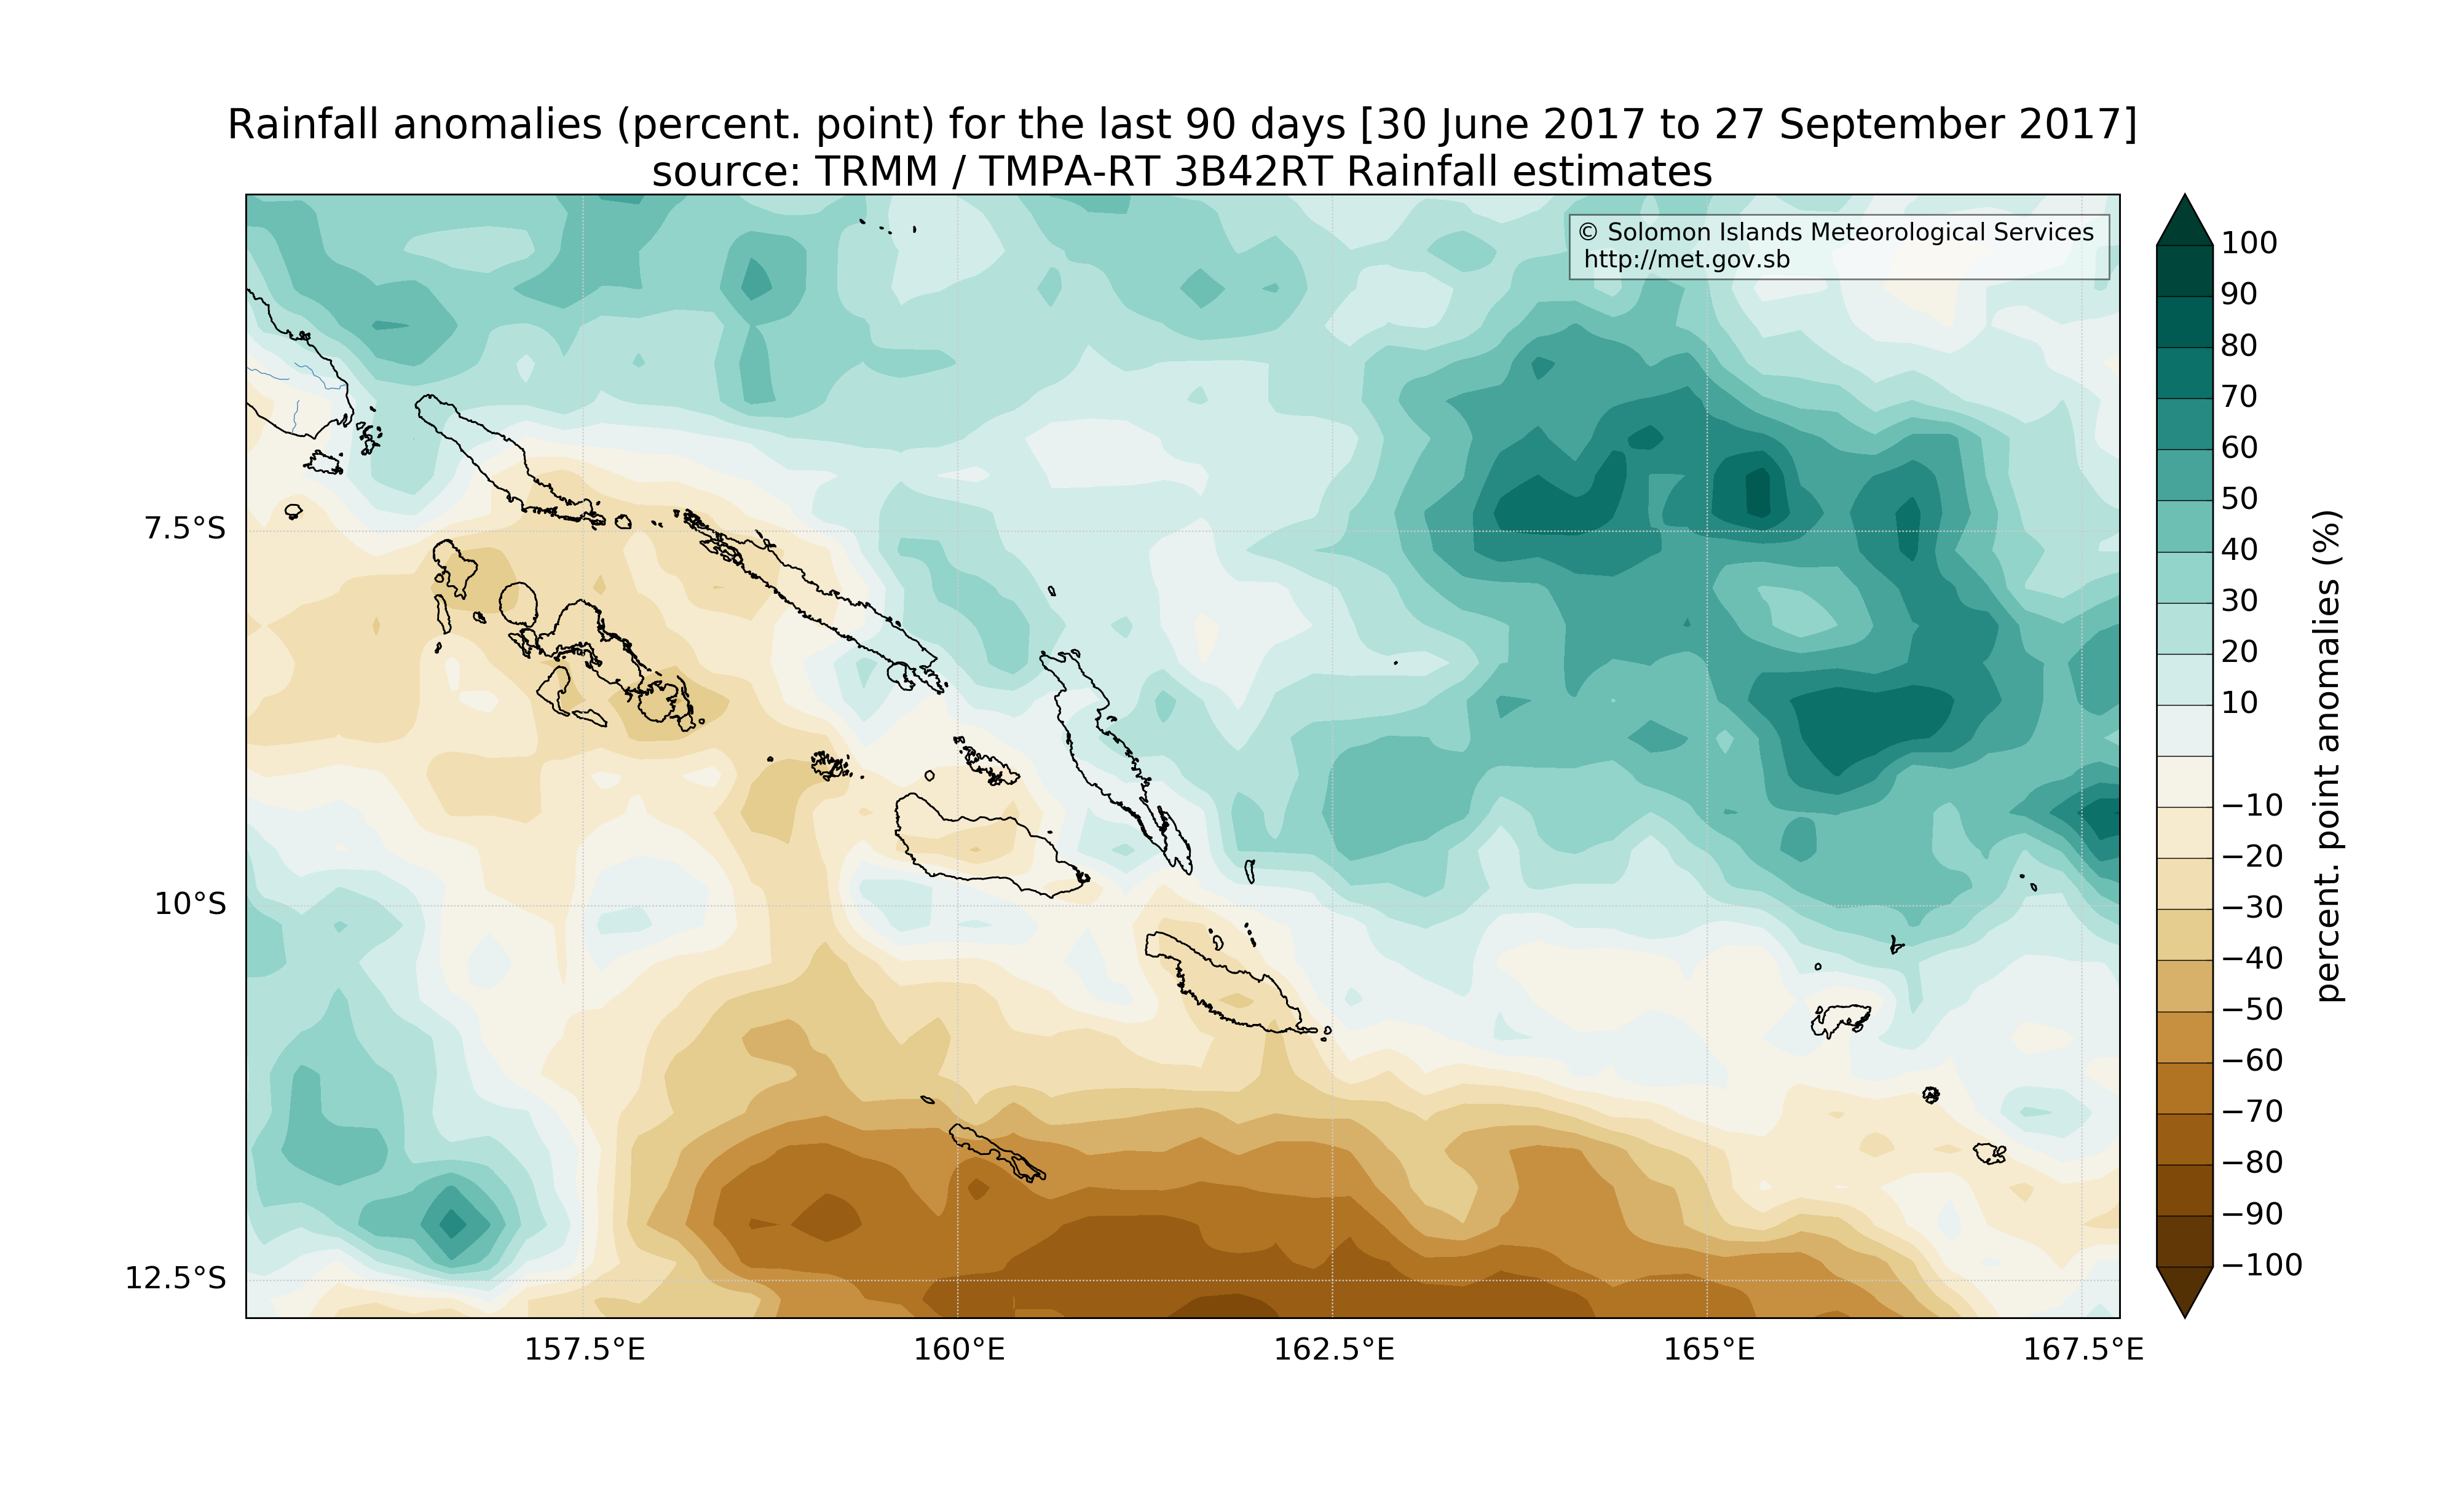 Rainfall anomalies (percent. point) for the last 90 days [30 June 2017 to 27 September 2017]
source: TRMM / TMPA-RT 3B42RT Rainfall estimates
© Solomon Islands Meteorological Services
http://met.gov.sb
7.5°S
10°S
12.5°S
157.5°E
160°E
162.5°E
165°E
167.5°E
100
90
80
70
60
50
40
30
20
10
−10
−20
−30
−40
−50
−60
−70
−80
−90
−100
percent. point anomalies (%)